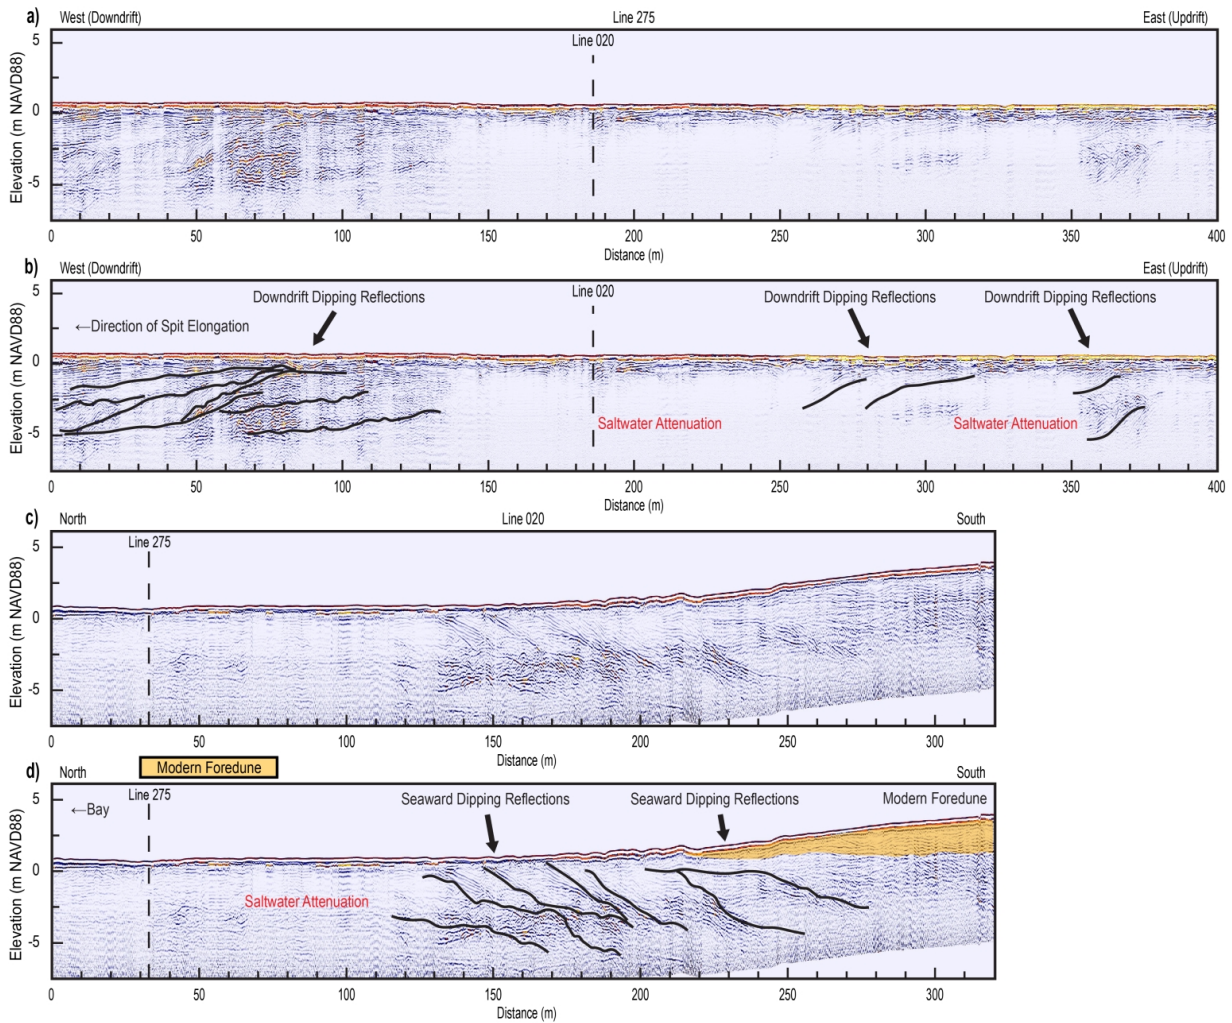 a)
West (Downdrift)
Line 275
East (Updrift)
Line 020
5
0
-5
Elevation (m NAVD88)
0 50 100 150 200 250 300 350 400
Distance (m)
b)
West (Downdrift)
East (Updrift)
Line 020
Downdrift Dipping Reflections
Downdrift Dipping Reflections
Downdrift Dipping Reflections
←Direction of Spit Elongation
5
0
-5
Elevation (m NAVD88)
Saltwater Attenuation
Saltwater Attenuation
0 50 100 150 200 250 300 350 400
Distance (m)
c)
North
Line 020
South
Line 275
5
0
-5
Elevation (m NAVD88)
0 50 100 150 200 250 300
Distance (m)
Modern Foredune
d)
North
South
Line 275
←Bay
Seaward Dipping Reflections
Seaward Dipping Reflections
Modern Foredune
5
0
-5
Elevation (m NAVD88)
Saltwater Attenuation
0 50 100 150 200 250 300
Distance (m)